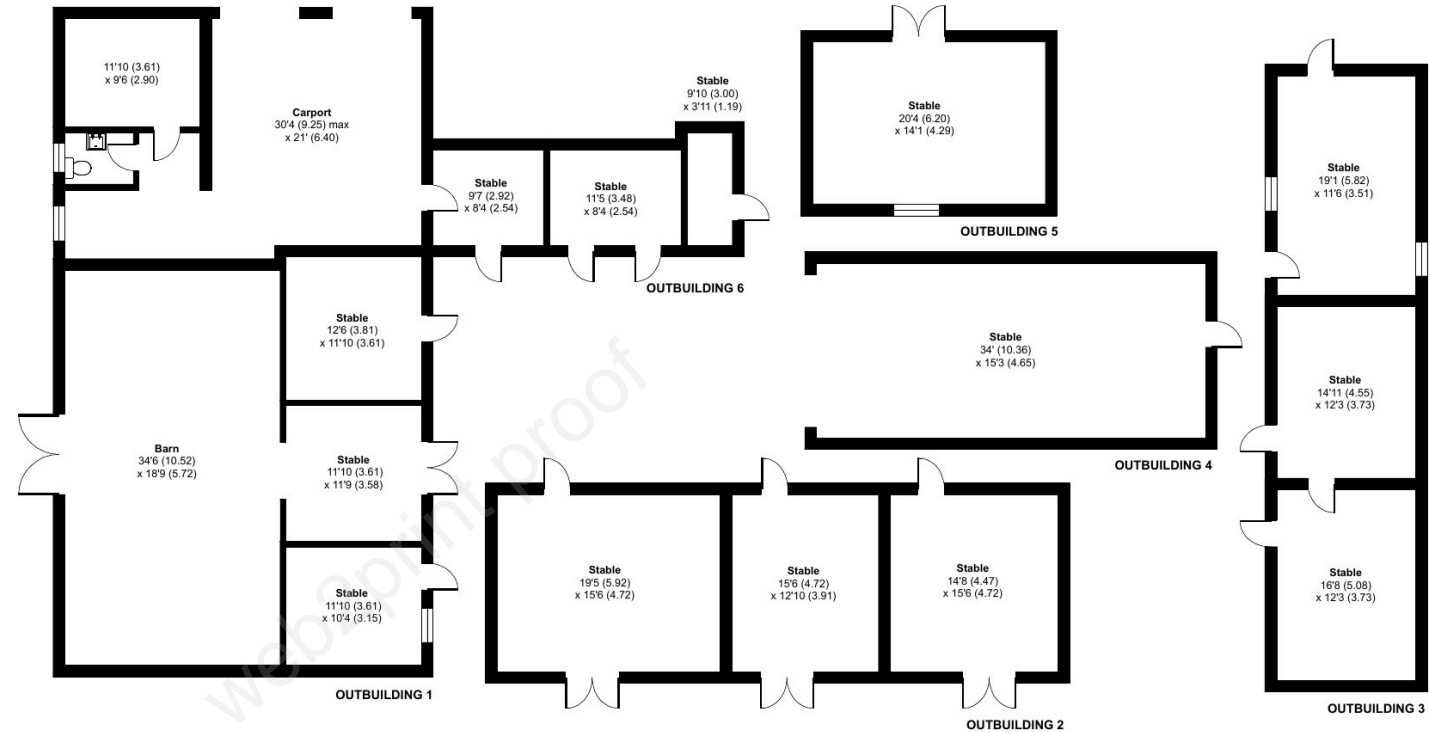 11'10 (3.61)
x 9'6 (2.90)
Carport
30'4 (9.25) max
x 21' (6.40)
Stable
9'10 (3.00)
x 3'11 (1.19)
Stable
9'7 (2.92)
x 8'4 (2.54)
Stable
11'5 (3.48)
x 8'4 (2.54)
OUTBUILDING 6
Stable
20'4 (6.20)
x 14'1 (4.29)
OUTBUILDING 5
Stable
19'1 (5.82)
x 11'6 (3.51)
Stable
12'6 (3.81)
x 11'10 (3.61)
Stable
34' (10.36)
x 15'3 (4.65)
OUTBUILDING 4
Stable
14'11 (4.55)
x 12'3 (3.73)
Barn
34'6 (10.52)
x 18'9 (5.72)
Stable
11'10 (3.61)
x 11'9 (3.58)
Stable
11'10 (3.61)
x 10'4 (3.15)
OUTBUILDING 1
Stable
19'5 (5.92)
x 15'6 (4.72)
Stable
15'6 (4.72)
x 12'10 (3.91)
Stable
14'8 (4.47)
x 15'6 (4.72)
OUTBUILDING 2
Stable
16'8 (5.08)
x 12'3 (3.73)
OUTBUILDING 3
web2print proof